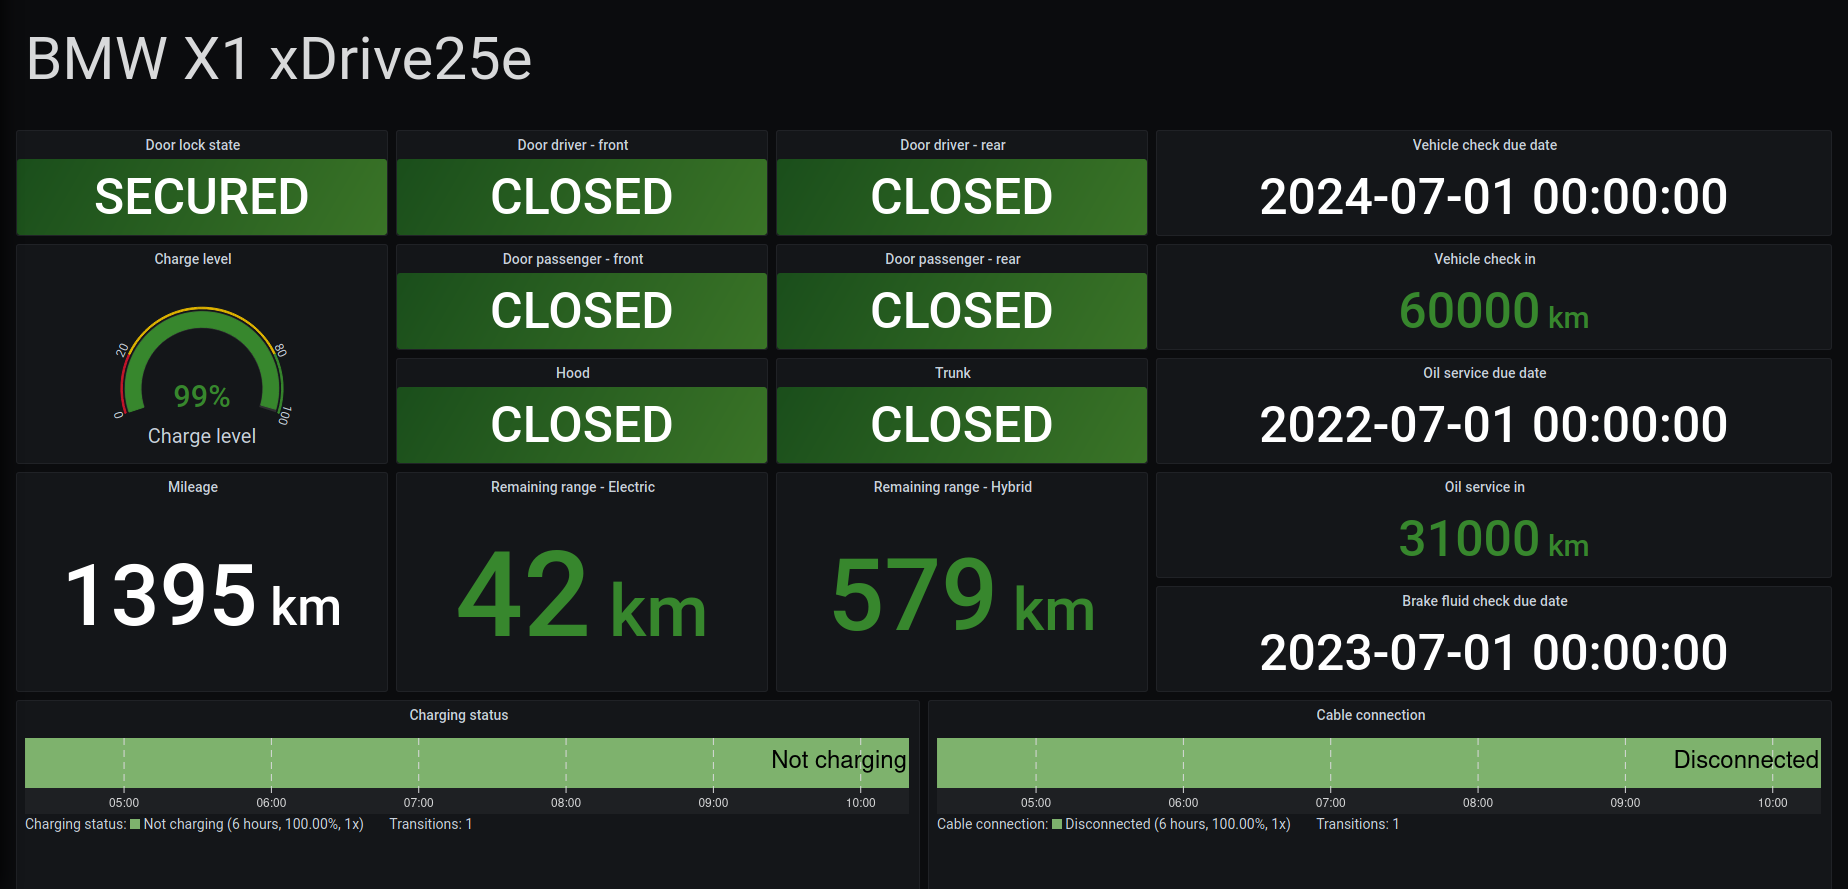 BMW X1 xDrive25e
Door lock state
SECURED
Door driver - front
CLOSED
Door driver - rear
CLOSED
Vehicle check due date
2024-07-01 00:00:00
Charge level
0
20
80
100
99%
Charge level
Door passenger - front
CLOSED
Door passenger - rear
CLOSED
Vehicle check in
60000 km
Hood
CLOSED
Trunk
CLOSED
Oil service due date
2022-07-01 00:00:00
Mileage
1395 km
Remaining range - Electric
42 km
Remaining range - Hybrid
579 km
Oil service in
31000 km
Brake fluid check due date
2023-07-01 00:00:00
Charging status
Not charging
05:00 06:00 07:00 08:00 09:00 10:00
Charging status: Not charging (6 hours, 100.00%, 1x) Transitions: 1
Cable connection
Disconnected
05:00 06:00 07:00 08:00 09:00 10:00
Cable connection: Disconnected (6 hours, 100.00%, 1x) Transitions: 1